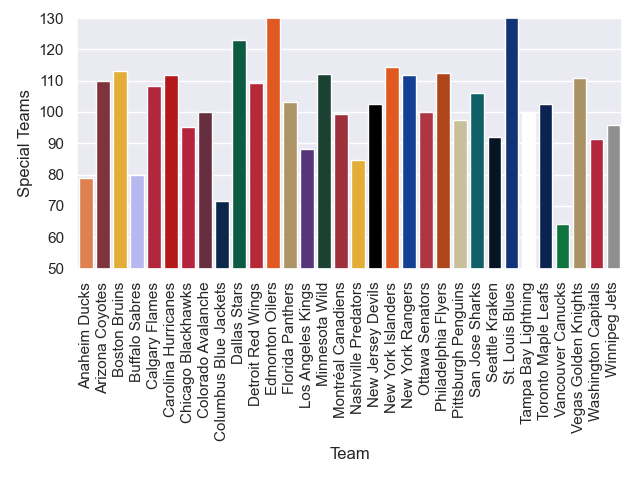 130
120
110
100
90
80
70
60
50
Special Teams
Anaheim Ducks
Arizona Coyotes
Boston Bruins
Buffalo Sabres
Calgary Flames
Carolina Hurricanes
Chicago Blackhawks
Colorado Avalanche
Columbus Blue Jackets
Dallas Stars
Detroit Red Wings
Edmonton Oilers
Florida Panthers
Los Angeles Kings
Minnesota Wild
Montréal Canadiens
Nashville Predators
New Jersey Devils
New York Islanders
New York Rangers
Ottawa Senators
Philadelphia Flyers
Pittsburgh Penguins
San Jose Sharks
Seattle Kraken
St. Louis Blues
Tampa Bay Lightning
Toronto Maple Leafs
Vancouver Canucks
Vegas Golden Knights
Washington Capitals
Winnipeg Jets
Team